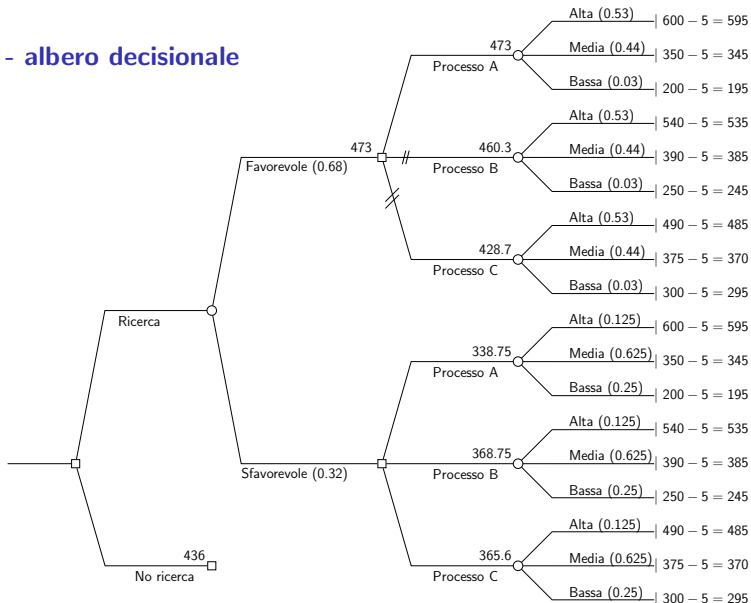 - albero decisionale
Alta (0.53) | 600 − 5 = 595
473 Media (0.44) | 350 − 5 = 345
Processo A
Bassa (0.03) | 200 − 5 = 195
Alta (0.53) | 540 − 5 = 535
473 460.3 Media (0.44) | 390 − 5 = 385
Favorevole (0.68) Processo B
Bassa (0.03) | 250 − 5 = 245
Alta (0.53) | 490 − 5 = 485
428.7 Media (0.44) | 375 − 5 = 370
Processo C
Bassa (0.03) | 300 − 5 = 295
Ricerca
Alta (0.125) | 600 − 5 = 595
338.75 Media (0.625) | 350 − 5 = 345
Processo A
Bassa (0.25) | 200 − 5 = 195
Alta (0.125) | 540 − 5 = 535
368.75 Media (0.625) | 390 − 5 = 385
Sfavorevole (0.32) Processo B
Bassa (0.25) | 250 − 5 = 245
Alta (0.125) | 490 − 5 = 485
436 365.6 Media (0.625) | 375 − 5 = 370
No ricerca Processo C
Bassa (0.25) | 300 − 5 = 295